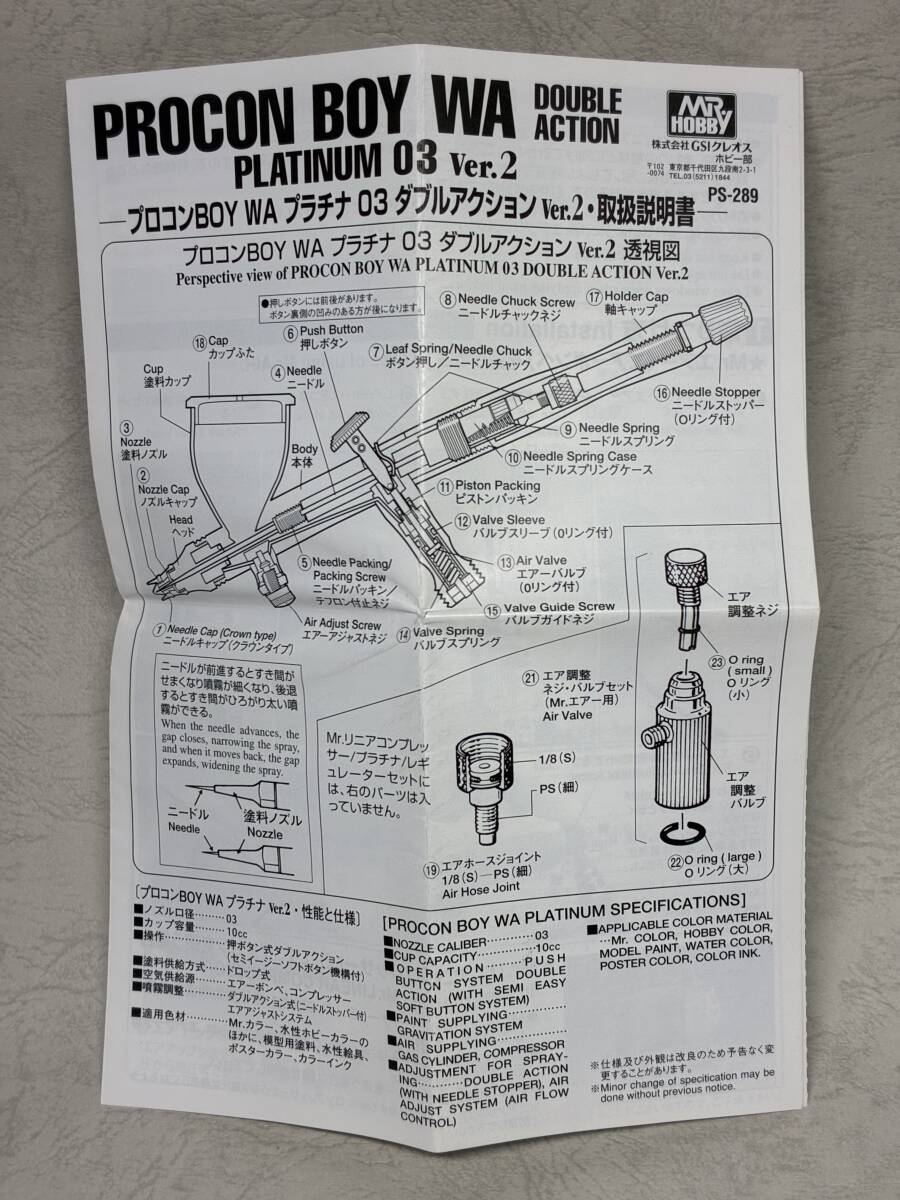 PROCON BOY WA DOUBLE ACTION
PLATINUM 03 Ver.2
MR. HOBBY
株式会社 GSIクレオス
ホビー部
〒102-0074 東京都千代田区九段南2-3-1
TEL.03(5211)1844
PS-289
プロコンBOY WA プラチナ 03 ダブルアクション Ver.2・取扱説明書
プロコンBOY WA プラチナ 03 ダブルアクション Ver.2 透視図
Perspective view of PROCON BOY WA PLATINUM 03 DOUBLE ACTION Ver.2
●押しボタンには前後があります。
ボタン裏側の凹みのある方が後になります。
⑧ Needle Chuck Screw
ニードルチャックネジ
⑰ Holder Cap
軸キャップ
⑱ Cap
カップふた
⑥ Push Button
押しボタン
⑦ Leaf Spring/Needle Chuck
ボタン押し/ニードルチャック
Cup
塗料カップ
④ Needle
ニードル
⑯ Needle Stopper
ニードルストッパー
(Oリング付)
③
Nozzle
塗料ノズル
⑨ Needle Spring
ニードルスプリング
Body
本体
⑩ Needle Spring Case
ニードルスプリングケース
②
Nozzle Cap
ノズルキャップ
⑪ Piston Packing
ピストンパッキン
Head
ヘッド
⑫ Valve Sleeve
バルブスリーブ(Oリング付)
⑤ Needle Packing/
Packing Screw
ニードルパッキン/
テフロン付止ネジ
⑬ Air Valve
エアーバルブ
(Oリング付)
エア
調整ネジ
⑮ Valve Guide Screw
バルブガイドネジ
① Needle Cap (Crown type)
ニードルキャップ(クラウンタイプ)
Air Adjust Screw
エアーアジャストネジ
⑭ Valve Spring
バルブスプリング
㉓ O ring
(small)
O リング
(小)
㉑ エア調整
ネジ・バルブセット
(Mr.エアー用)
Air Valve
ニードルが前進するとすき間が
せまくなり噴霧が細くなり、後退
するとすき間がひろがり太い噴
霧ができる。
When the needle advances, the
gap closes, narrowing the spray,
and when it moves back, the gap
expands, widening the spray.
ニードル
Needle
塗料ノズル
Nozzle
Mr.リニアコンプレッ
サー/プラチナ/レギ
ュレーターセットに
は、右のパーツは入
っていません。
1/8(S)
PS(細)
エア
調整
バルブ
⑲ エアホースジョイント
1/8(S)―PS(細)
Air Hose Joint
㉒ O ring (large)
O リング(大)
[プロコンBOY WA プラチナ Ver.2・性能と仕様]
■ノズル口径………03
■カップ容量………10cc
■操作…………押ボタン式ダブルアクション
(セミイージーソフトボタン機構付)
■塗料供給方式……ドロップ式
■空気供給源……エアーボンベ、コンプレッサー
■噴霧調整…………ダブルアクション式(ニードルストッパー付)
エアアジャストシステム
■適用色材…………Mr.カラー、水性ホビーカラーの
ほかに、模型用塗料、水性絵具、
ポスターカラー、カラーインク
[PROCON BOY WA PLATINUM SPECIFICATIONS]
■NOZZLE CALIBER…………03
■CUP CAPACITY…………10cc
■OPERATION………PUSH
BUTTCN SYSTEM DOUBLE
ACTION (WITH SEMI EASY
SOFT BUTTON SYSTEM)
■PAINT SUPPLYING…………
GRAVITATION SYSTEM
■AIR SUPPLYING……………
GAS CYLINDER, COMPRESSOR
■ADJUSTMENT FOR SPRAY-
ING…………DOUBLE ACTION
(WITH NEEDLE STOPPER), AIR
ADJUST SYSTEM (AIR FLOW
CONTROL)
■APPLICABLE COLOR MATERIAL
…Mr. COLOR, HOBBY COLOR,
MODEL PAINT, WATER COLOR,
POSTER COLOR, COLOR INK.
※仕様及び外観は改良のため予告なく変
更することがあります。
※Minor change of specitication may be
done without previous notice.